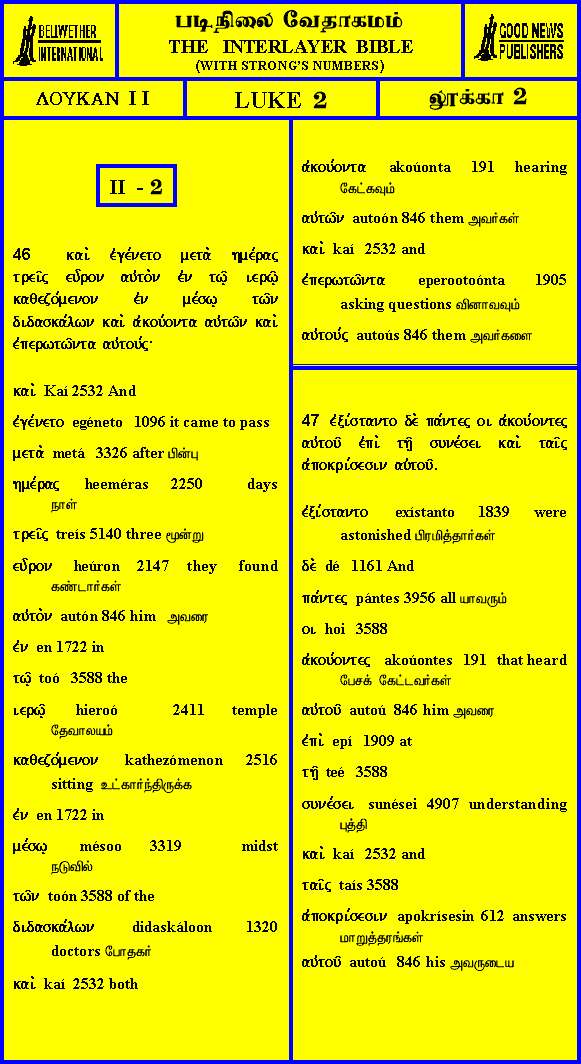 BELLWETHER
INTERNATIONAL
படிநிலை வேதாகமம்
THE INTERLAYER BIBLE
(WITH STRONG'S NUMBERS)
GOOD NEWS
PUBLISHERS
ΛΟΥΚΑΝ I I
LUKE 2
லூக்கா 2
II - 2
46 καὶ ἐγένετο μετὰ ημέρας
τρεῖς εὗρον αὐτὸν ἐν τῷ ιερῷ
καθεζόμενον ἐν μέσῳ τῶν
διδασκάλων καὶ ἀκούοντα αὐτῶν καὶ
ἐπερωτῶντα αὐτούς·
καὶ Kaí 2532 And
ἐγένετο egéneto 1096 it came to pass
μετὰ metá 3326 after பின்பு
ημέρας heeméras 2250 days
நாள்
τρεῖς treís 5140 three மூன்று
εὗρον heúron 2147 they found
கண்டார்கள்
αὐτὸν autón 846 him அவரை
ἐν en 1722 in
τῷ toó 3588 the
ιερῷ hieroó 2411 temple
தேவாலயம்
καθεζόμενον kathezómenon 2516
sitting உட்கார்ந்திருக்க
ἐν en 1722 in
μέσῳ mésoo 3319 midst
நடுவில்
τῶν toón 3588 of the
διδασκάλων didaskáloon 1320
doctors போதகர்
καὶ kaí 2532 both
ἀκούοντα akoúonta 191 hearing
கேட்கவும்
αὐτῶν autoón 846 them அவர்கள்
καὶ kaí 2532 and
ἐπερωτῶντα eperootoónta 1905
asking questions வினாவவும்
αὐτούς autoús 846 them அவர்களை
47 ἐξίσταντο δὲ πάντες οι ἀκούοντες
αὐτοῦ ἐπὶ τῇ συνέσει καὶ ταῖς
ἀποκρίσεσιν αὐτοῦ.
ἐξίσταντο exístanto 1839 were
astonished பிரமித்தார்கள்
δὲ dé 1161 And
πάντες pántes 3956 all யாவரும்
οι hoi 3588
ἀκούοντες akoúontes 191 that heard
பேசக் கேட்டவர்கள்
αὐτοῦ autoú 846 him அவரை
ἐπὶ epí 1909 at
τῇ teé 3588
συνέσει sunései 4907 understanding
புத்தி
καὶ kaí 2532 and
ταῖς taís 3588
ἀποκρίσεσιν apokrísesin 612 answers
மாறுத்தரங்கள்
αὐτοῦ autoú 846 his அவருடைய